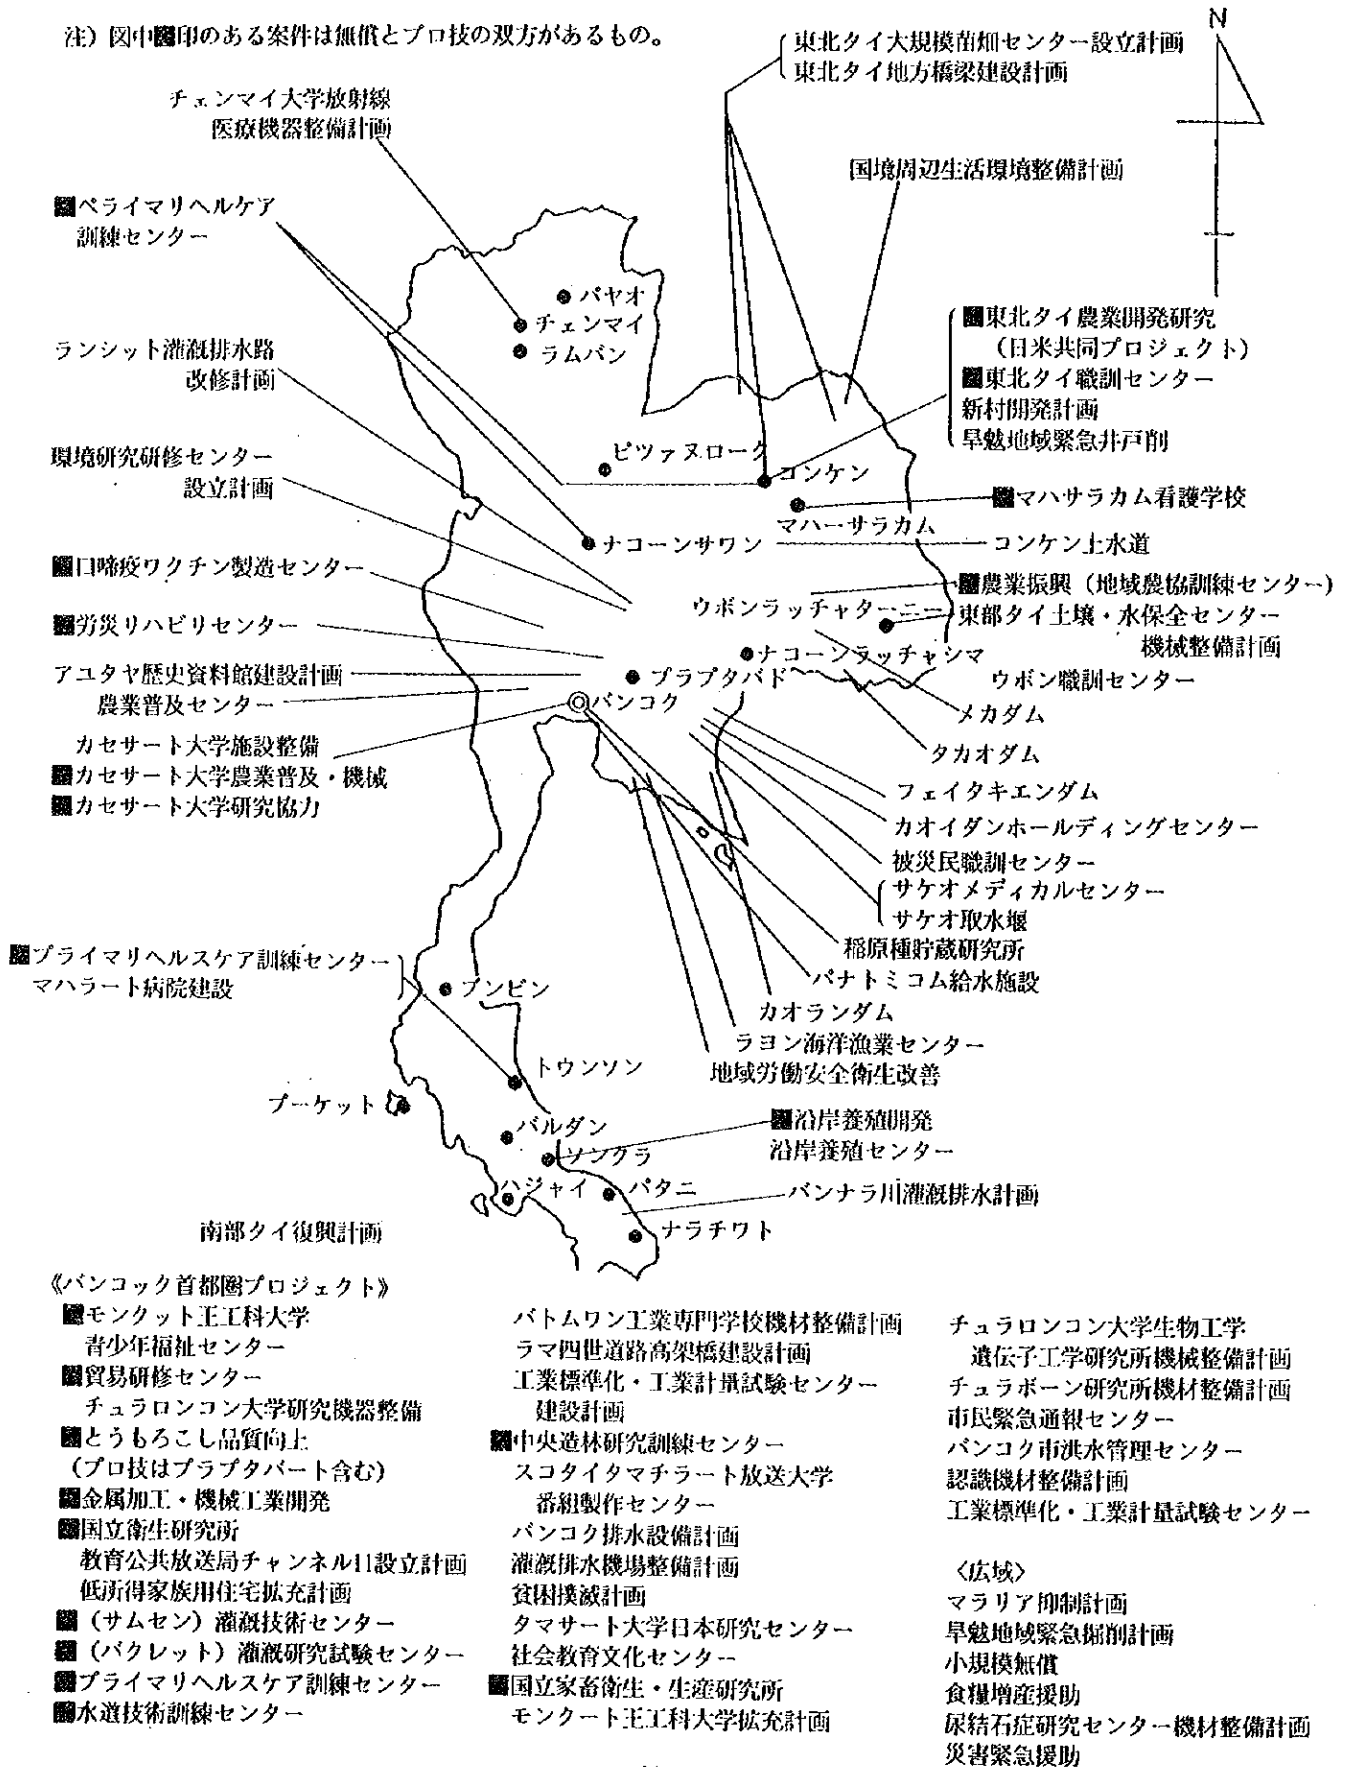 注）図中■印のある案件は無償とプロ技の双方があるもの。
N
東北タイ大規模苗畑センター設立計画
東北タイ地方橋梁建設計画
チェンマイ大学放射線
医療機器整備計画
国境周辺生活環境整備計画
■ペライマリヘルケア
訓練センター
パヤオ
チェンマイ
ラムパン
■東北タイ農業開発研究
（日米共同プロジェクト）
■東北タイ職訓センター
新村開発計画
旱魃地域緊急井戸削
ランシット灌漑排水路
改修計画
ピツァヌローク
コンケン
環境研究研修センター
設立計画
■マハサラカム看護学校
マハーサラカム
ナコーンサワン
コンケン上水道
■口啼疫ワクチン製造センター
■農業振興（地域農協訓練センター）
ウボンラッチャターニー
東部タイ土壌・水保全センター
機械整備計画
■労災リハビリセンター
ナコーンラッチャシマ
アユタヤ歴史資料館建設計画
プラプタバド
ウボン職訓センター
農業普及センター
バンコク
メカダム
カセサート大学施設整備
タカオダム
■カセサート大学農業普及・機械
■カセサート大学研究協力
フェイタキエンダム
カオイダンホールディングセンター
被災民職訓センター
サケオメディカルセンター
サケオ取水堰
稲原種貯蔵研究所
パナトミコム給水施設
カオランダム
ラヨン海洋漁業センター
地域労働安全衛生改善
■プライマリヘルスケア訓練センター
マハラート病院建設
プンピン
トウンソン
プーケット
パルダン
■沿岸養殖開発
沿岸養殖センター
ソンクラ
ハジャイ
パタニ
バンナラ川灌漑排水計画
ナラチワト
南部タイ復興計画
《バンコック首都圏プロジェクト》
■モンクット王工科大学
青少年福祉センター
■貿易研修センター
チュラロンコン大学研究機器整備
■とうもろこし品質向上
（プロ技はプラプタバート含む）
■金属加工・機械工業開発
■国立衛生研究所
教育公共放送局チャンネル11設立計画
低所得家族用住宅拡充計画
■（サムセン）灌漑技術センター
■（パクレット）灌漑研究試験センター
■プライマリヘルスケア訓練センター
■水道技術訓練センター
パトムワン工業専門学校機材整備計画
ラマ四世道路高架橋建設計画
工業標準化・工業計量試験センター
建設計画
■中央造林研究訓練センター
スコタイタマチラート放送大学
番組製作センター
バンコク排水設備計画
灌漑排水機場整備計画
貧困撲滅計画
タマサート大学日本研究センター
社会教育文化センター
■国立家畜衛生・生産研究所
モンクート王工科大学拡充計画
チュラロンコン大学生物工学
遺伝子工学研究所機械整備計画
チュラボーン研究所機材整備計画
市民緊急通報センター
バンコク市洪水管理センター
認識機材整備計画
工業標準化・工業計量試験センター
〈広域〉
マラリア抑制計画
旱魃地域緊急掘削計画
小規模無償
食糧増産援助
尿結石症研究センター機材整備計画
災害緊急援助